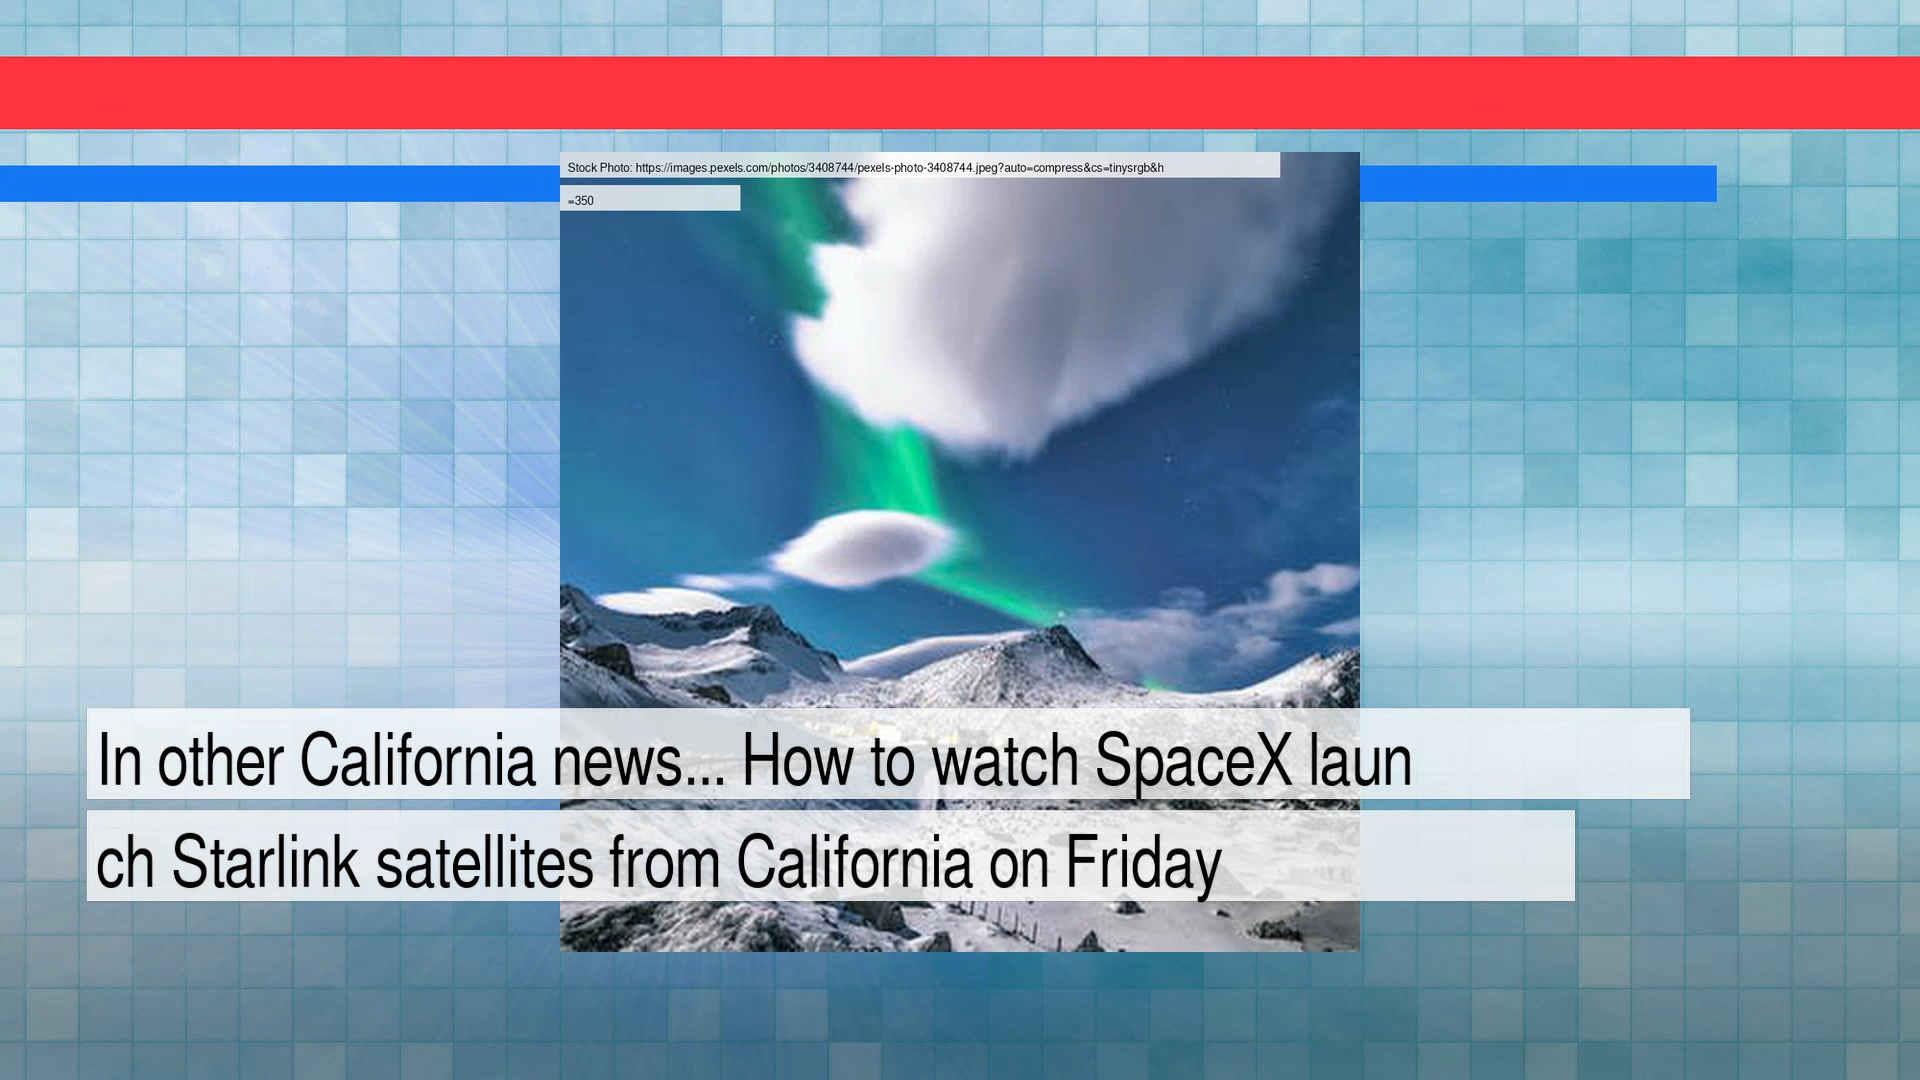 Stock Photo: https://images.pexels.com/photos/3408744/pexels-photo-3408744.jpeg?auto=compress&cs=tinysrgb&h
=350
In other California news... How to watch SpaceX laun
ch Starlink satellites from California on Friday